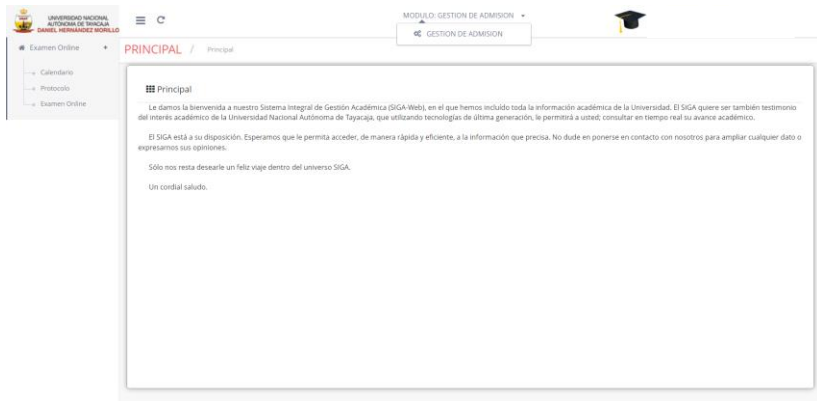 UNIVERSIDAD NACIONAL
AUTÓNOMA DE TAYACAJA
DANIEL HERNÁNDEZ MORILLO
MODULO: GESTION DE ADMISION
GESTION DE ADMISION
Examen Online
Calendario
Protocolo
Examen Online
PRINCIPAL / Principal
Principal
Le damos la bienvenida a nuestro Sistema Integral de Gestión Académica (SIGA-Web), en el que hemos incluído toda la información académica de la Universidad. El SIGA quiere ser también testimonio
del interés académico de la Universidad Nacional Autónoma de Tayacaja, que utilizando tecnologías de última generación, le permitirá a usted; consultar en tiempo real su avance académico.
El SIGA está a su disposición. Esperamos que le permita acceder, de manera rápida y eficiente, a la información que precisa. No dude en ponerse en contacto con nosotros para ampliar cualquier dato o
expresarnos sus opiniones.
Sólo nos resta desearle un feliz viaje dentro del universo SIGA.
Un cordial saludo.